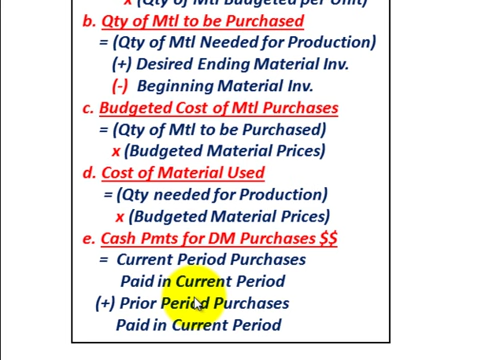 x (Qty of Mtl Budgeted per Unit)
b. Qty of Mtl to be Purchased
= (Qty of Mtl Needed for Production)
(+) Desired Ending Material Inv.
(-) Beginning Material Inv.
c. Budgeted Cost of Mtl Purchases
= (Qty of Mtl to be Purchased)
x (Budgeted Material Prices)
d. Cost of Material Used
= (Qty needed for Production)
x (Budgeted Material Prices)
e. Cash Pmts for DM Purchases $$
= Current Period Purchases
Paid in Current Period
(+) Prior Period Purchases
Paid in Current Period